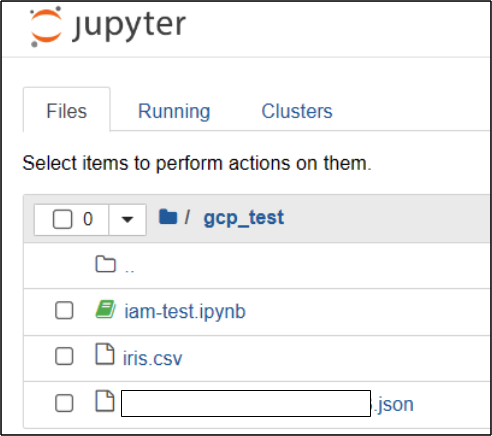 jupyter
Files Running Clusters
Select items to perform actions on them.
0 / gcp_test
..
iam-test.ipynb
iris.csv
.json